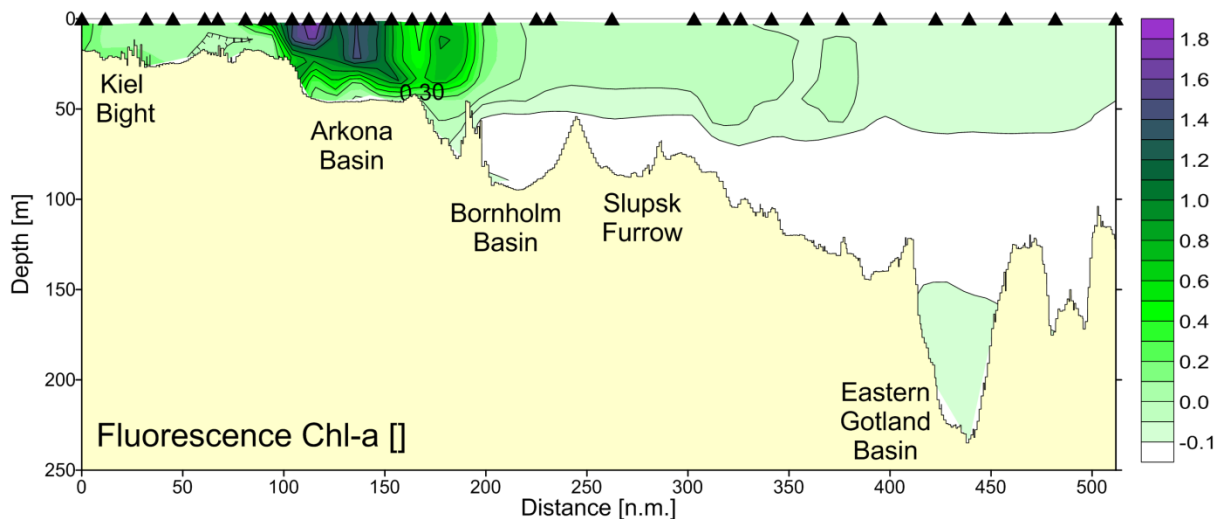 0
50
100
150
200
250
Depth [m]
Kiel
Bight
Arkona
Basin
0.30
Bornholm
Basin
Slupsk
Furrow
Eastern
Gotland
Basin
Fluorescence Chl-a []
0 50 100 150 200 250 300 350 400 450 500
Distance [n.m.]
1.8
1.6
1.4
1.2
1.0
0.8
0.6
0.4
0.2
0.0
-0.1